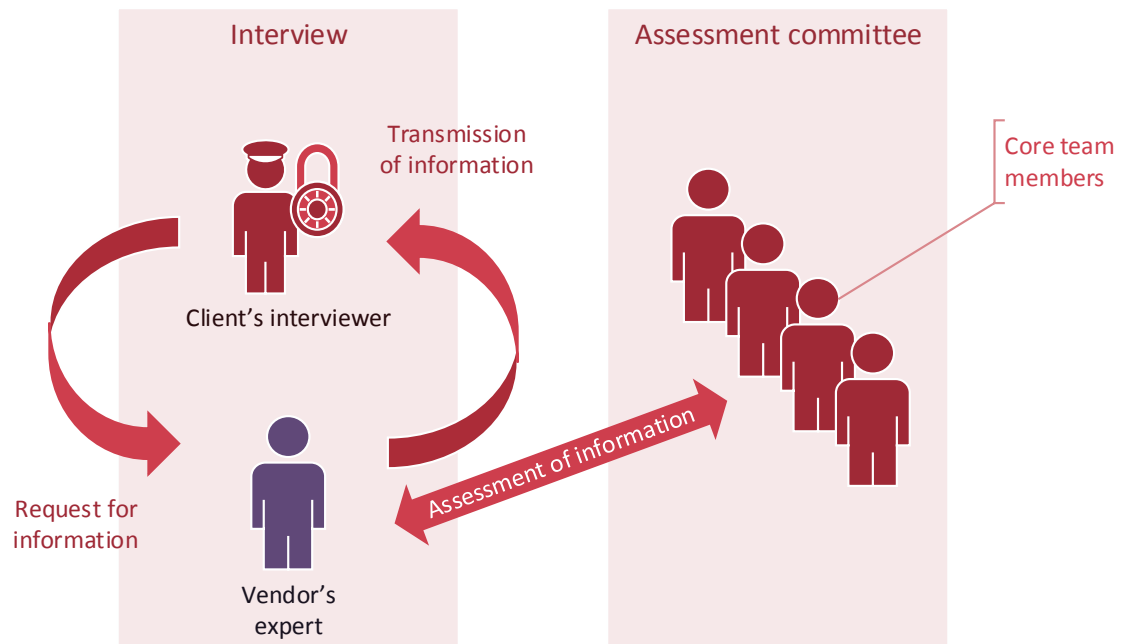 Interview
Assessment committee
Transmission
of information
Core team
members
Client’s interviewer
Assessment of information
Request for
information
Vendor’s
expert